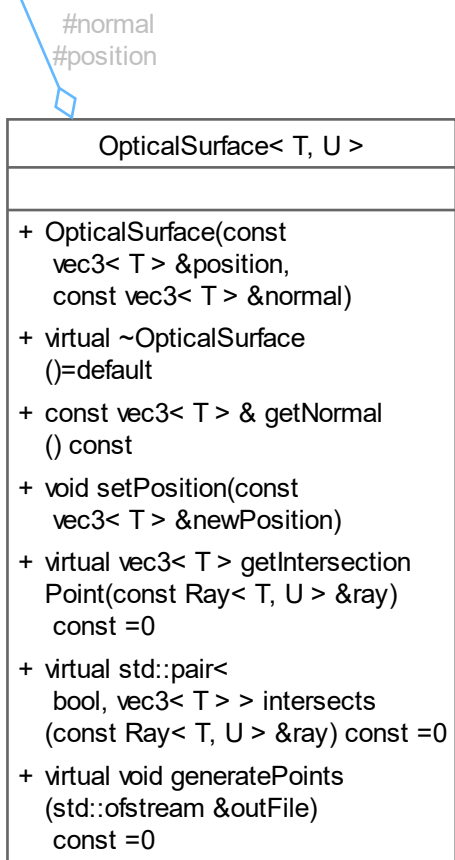 #normal
#position
OpticalSurface< T, U >
+ OpticalSurface(const
vec3< T > &position,
const vec3< T > &normal)
+ virtual ~OpticalSurface
()=default
+ const vec3< T > & getNormal
() const
+ void setPosition(const
vec3< T > &newPosition)
+ virtual vec3< T > getIntersection
Point(const Ray< T, U > &ray)
const =0
+ virtual std::pair<
bool, vec3< T > > intersects
(const Ray< T, U > &ray) const =0
+ virtual void generatePoints
(std::ofstream &outFile)
const =0